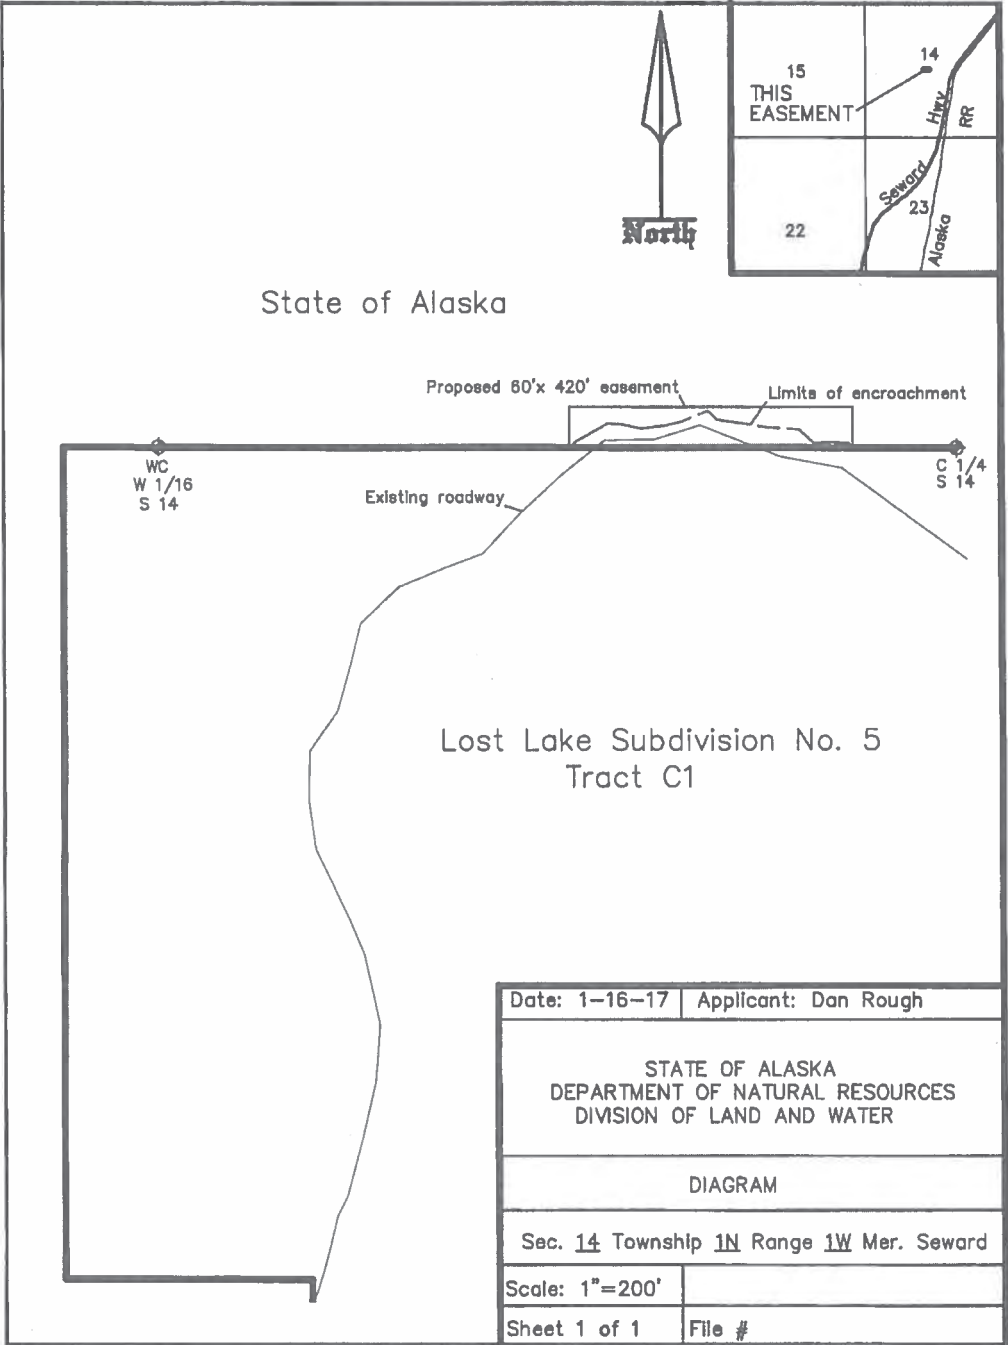 North
15
14
THIS
EASEMENT
Hwy
RR
Seward
23
22
Alaska
State of Alaska
Proposed 60'x 420' easement
Limits of encroachment
WC
W 1/16
S 14
C 1/4
S 14
Existing roadway
Lost Lake Subdivision No. 5
Tract C1
Date: 1-16-17 Applicant: Dan Rough
STATE OF ALASKA
DEPARTMENT OF NATURAL RESOURCES
DIVISION OF LAND AND WATER
DIAGRAM
Sec. 14 Township 1N Range 1W Mer. Seward
Scale: 1"=200'
Sheet 1 of 1 File #